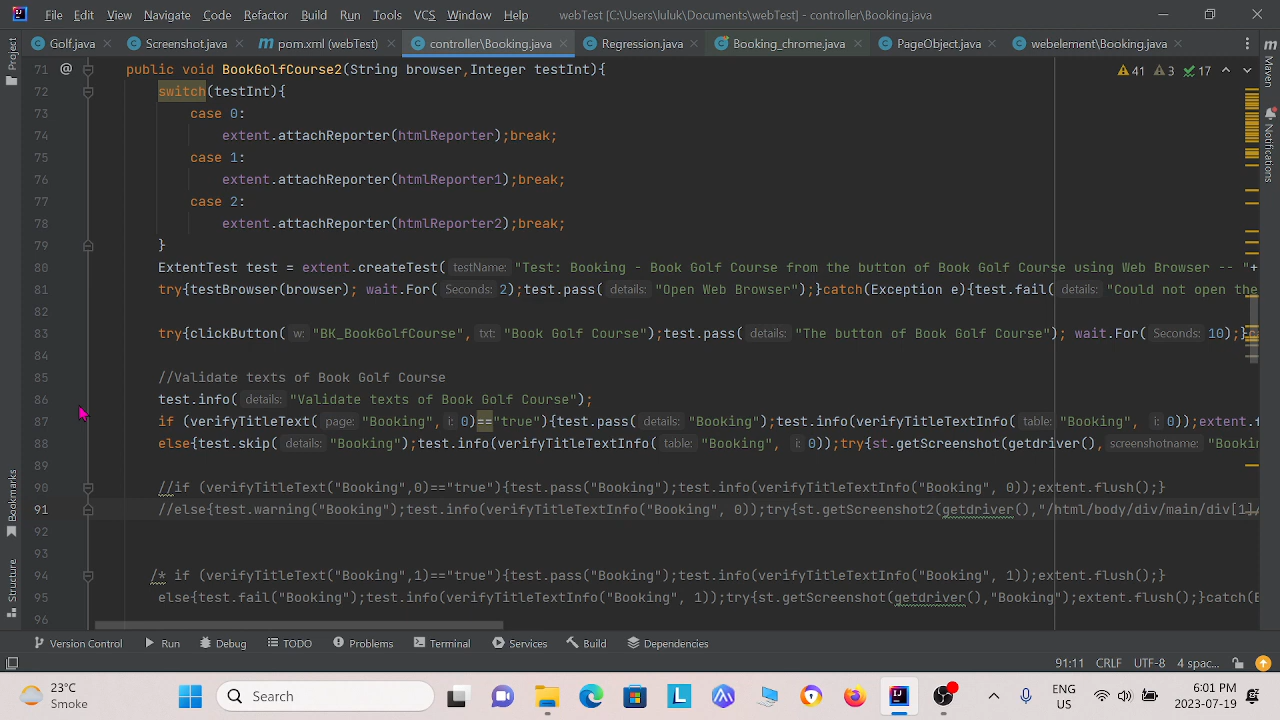 File Edit View Navigate Code Refactor Build Run Tools VCS Window Help webTest [C:\Users\luluk\Documents\webTest] - controller\Booking.java
Golf.java Screenshot.java pom.xml (webTest) controller\Booking.java Regression.java Booking_chrome.java PageObject.java webelement\Banking.java
71 public void BookGolfCourse2(String browser,Integer testInt){
41 3 17
72 switch(testInt){
73 case 0:
74 extent.attachReporter(htmlReporter);break;
75 case 1:
76 extent.attachReporter(htmlReporter1);break;
77 case 2:
78 extent.attachReporter(htmlReporter2);break;
79 }
80 ExtentTest test = extent.createTest( testName: "Test: Booking - Book Golf Course from the button of Book Golf Course using Web Browser -- "+
81 try{testBrowser(browser); wait.For( Seconds: 2);test.pass( details: "Open Web Browser");}catch(Exception e){test.fail( details: "Could not open the
82
83 try{clickButton( w: "BK_BookGolfCourse", txt: "Book Golf Course");test.pass( details: "The button of Book Golf Course"); wait.For( Seconds: 10);}c
84
85 //Validate texts of Book Golf Course
86 test.info( details: "Validate texts of Book Golf Course");
87 if (verifyTitleText( page: "Booking", i: 0)=="true"){test.pass( details: "Booking");test.info(verifyTitleTextInfo( table: "Booking", i: 0));extent.f
88 else{test.skip( details: "Booking");test.info(verifyTitleTextInfo( table: "Booking", i: 0));try{st.getScreenshot(getdriver(), screenshotname: "Bookin
89
90 //if (verifyTitleText("Booking",0)=="true"){test.pass("Booking");test.info(verifyTitleTextInfo("Booking", 0));extent.flush();}
91 //else{test.warning("Booking");test.info(verifyTitleTextInfo("Booking", 0));try{st.getScreenshot2(getdriver(),"/html/body/div/main/div[1]/
92
93
94 /* if (verifyTitleText("Booking",1)=="true"){test.pass("Booking");test.info(verifyTitleTextInfo("Booking", 1));extent.flush();}
95 else{test.fail("Booking");test.info(verifyTitleTextInfo("Booking", 1));try{st.getScreenshot(getdriver(),"Booking");extent.flush();}catch(E
96
Project
Bookmarks
Structure
Maven
Notifications
Version Control Run Debug TODO Problems Terminal Services Build Dependencies
91:11 CRLF UTF-8 4 spac...
23°C
Smoke
Search
ENG
US
6:01 PM
2023-07-19